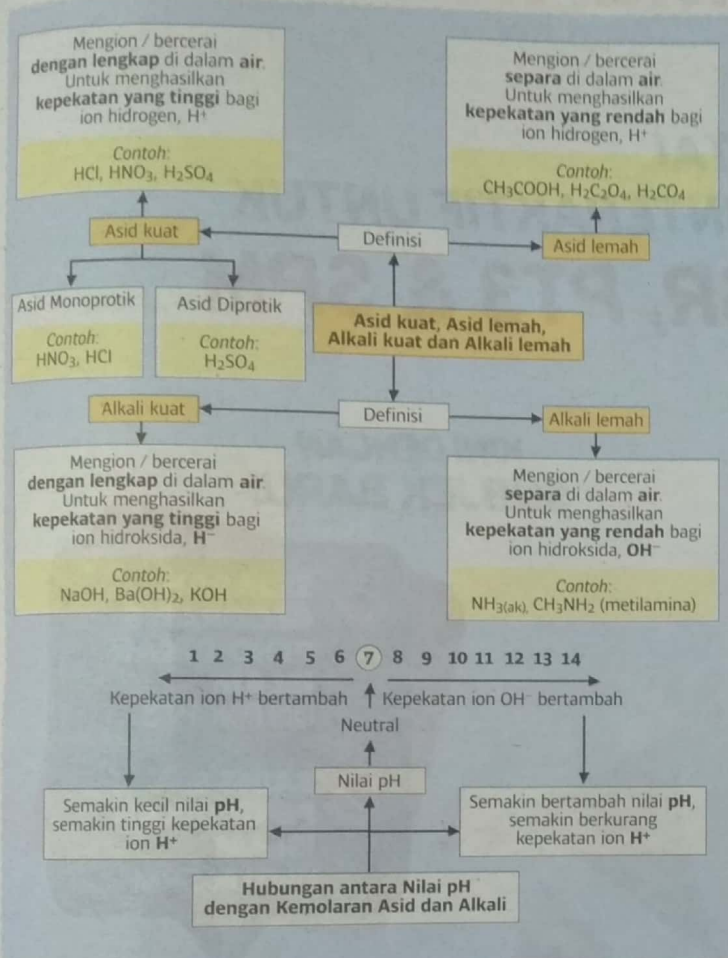 Mengion / bercerai
dengan lengkap di dalam air.
Untuk menghasilkan
kepekatan yang tinggi bagi
ion hidrogen, H⁺
Contoh:
HCl, HNO₃, H₂SO₄
Mengion / bercerai
separa di dalam air.
Untuk menghasilkan
kepekatan yang rendah bagi
ion hidrogen, H⁺
Contoh:
CH₃COOH, H₂C₂O₄, H₂CO₄
Asid kuat
Definisi
Asid lemah
Asid Monoprotik
Contoh:
HNO₃, HCl
Asid Diprotik
Contoh:
H₂SO₄
Asid kuat, Asid lemah,
Alkali kuat dan Alkali lemah
Alkali kuat
Definisi
Alkali lemah
Mengion / bercerai
dengan lengkap di dalam air.
Untuk menghasilkan
kepekatan yang tinggi bagi
ion hidroksida, H⁻
Contoh:
NaOH, Ba(OH)₂, KOH
Mengion / bercerai
separa di dalam air.
Untuk menghasilkan
kepekatan yang rendah bagi
ion hidroksida, OH⁻
Contoh:
NH₃(ak), CH₃NH₂ (metilamina)
1 2 3 4 5 6 7 8 9 10 11 12 13 14
Kepekatan ion H⁺ bertambah
Kepekatan ion OH⁻ bertambah
Neutral
Nilai pH
Semakin kecil nilai pH,
semakin tinggi kepekatan
ion H⁺
Semakin bertambah nilai pH,
semakin berkurang
kepekatan ion H⁺
Hubungan antara Nilai pH
dengan Kemolaran Asid dan Alkali